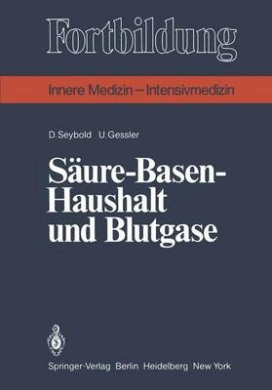 Fortbildung
Innere Medizin – Intensivmedizin
D. Seybold U. Gessler
Säure-Basen-
Haushalt
und Blutgase
Springer-Verlag Berlin Heidelberg New York